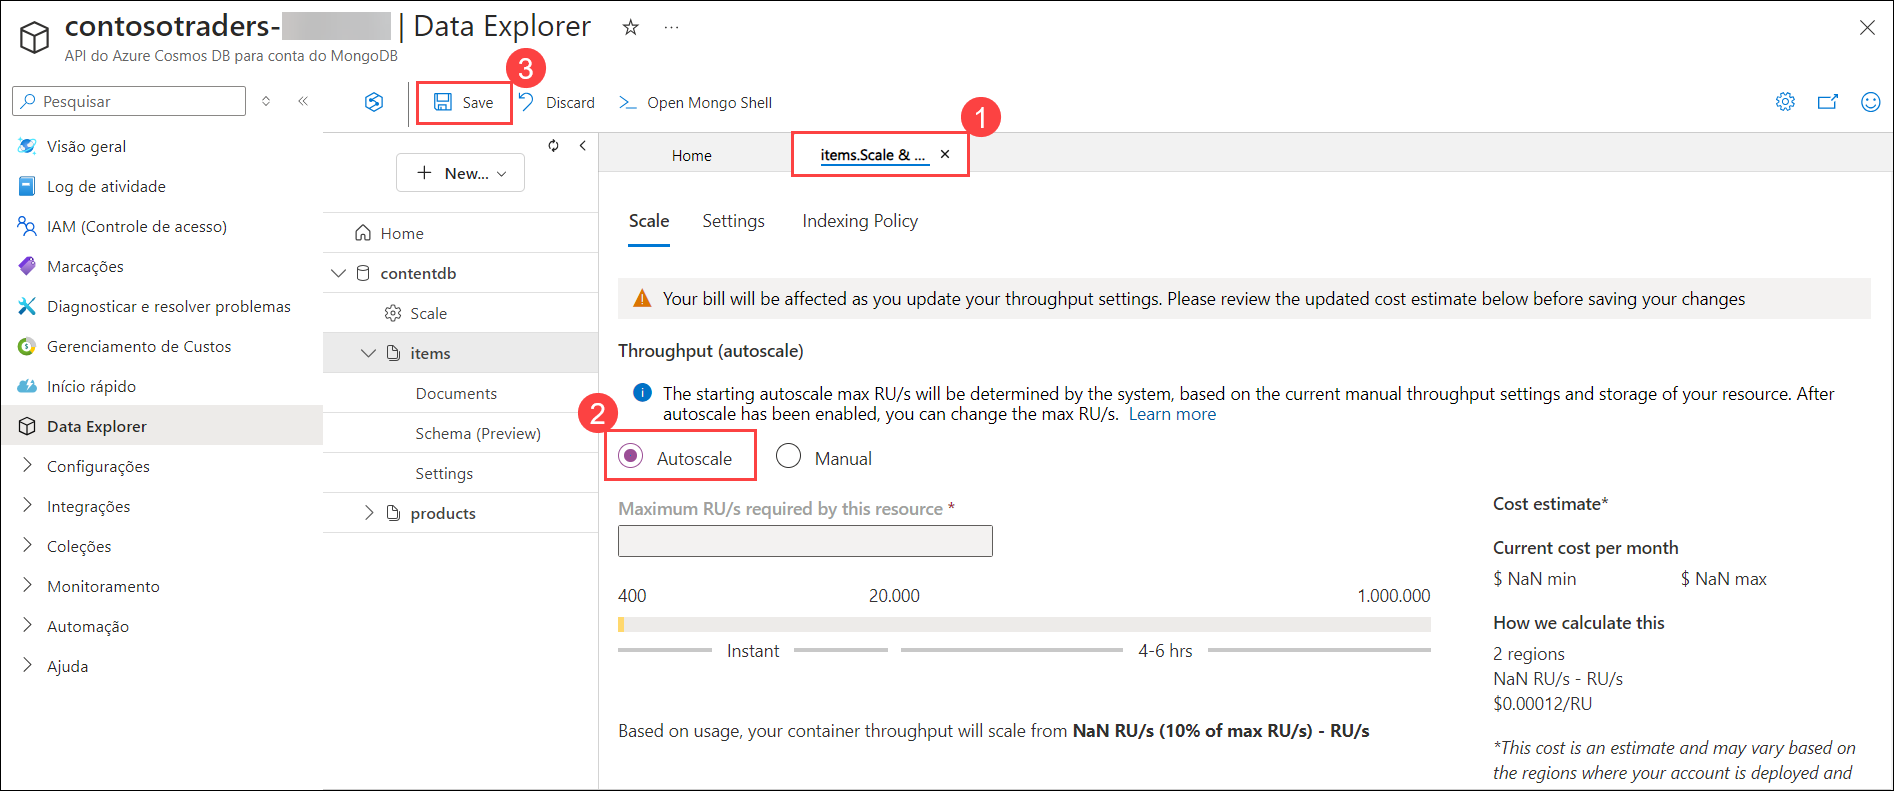 contosotraders- | Data Explorer
API do Azure Cosmos DB para conta do MongoDB
Pesquisar
Visão geral
Log de atividade
IAM (Controle de acesso)
Marcações
Diagnosticar e resolver problemas
Gerenciamento de Custos
Início rápido
Data Explorer
Configurações
Integrações
Coleções
Monitoramento
Automação
Ajuda
Save
3
Discard
Open Mongo Shell
New...
Home
contentdb
Scale
items
Documents
Schema (Preview)
Settings
products
Home
items.Scale & ...
1
Scale
Settings
Indexing Policy
Your bill will be affected as you update your throughput settings. Please review the updated cost estimate below before saving your changes
Throughput (autoscale)
The starting autoscale max RU/s will be determined by the system, based on the current manual throughput settings and storage of your resource. After
autoscale has been enabled, you can change the max RU/s. Learn more
2
Autoscale
Manual
Maximum RU/s required by this resource *
400
20.000
1.000.000
Instant
4-6 hrs
Based on usage, your container throughput will scale from NaN RU/s (10% of max RU/s) - RU/s
Cost estimate*
Current cost per month
$ NaN min
$ NaN max
How we calculate this
2 regions
NaN RU/s - RU/s
$0.00012/RU
*This cost is an estimate and may vary based on
the regions where your account is deployed and